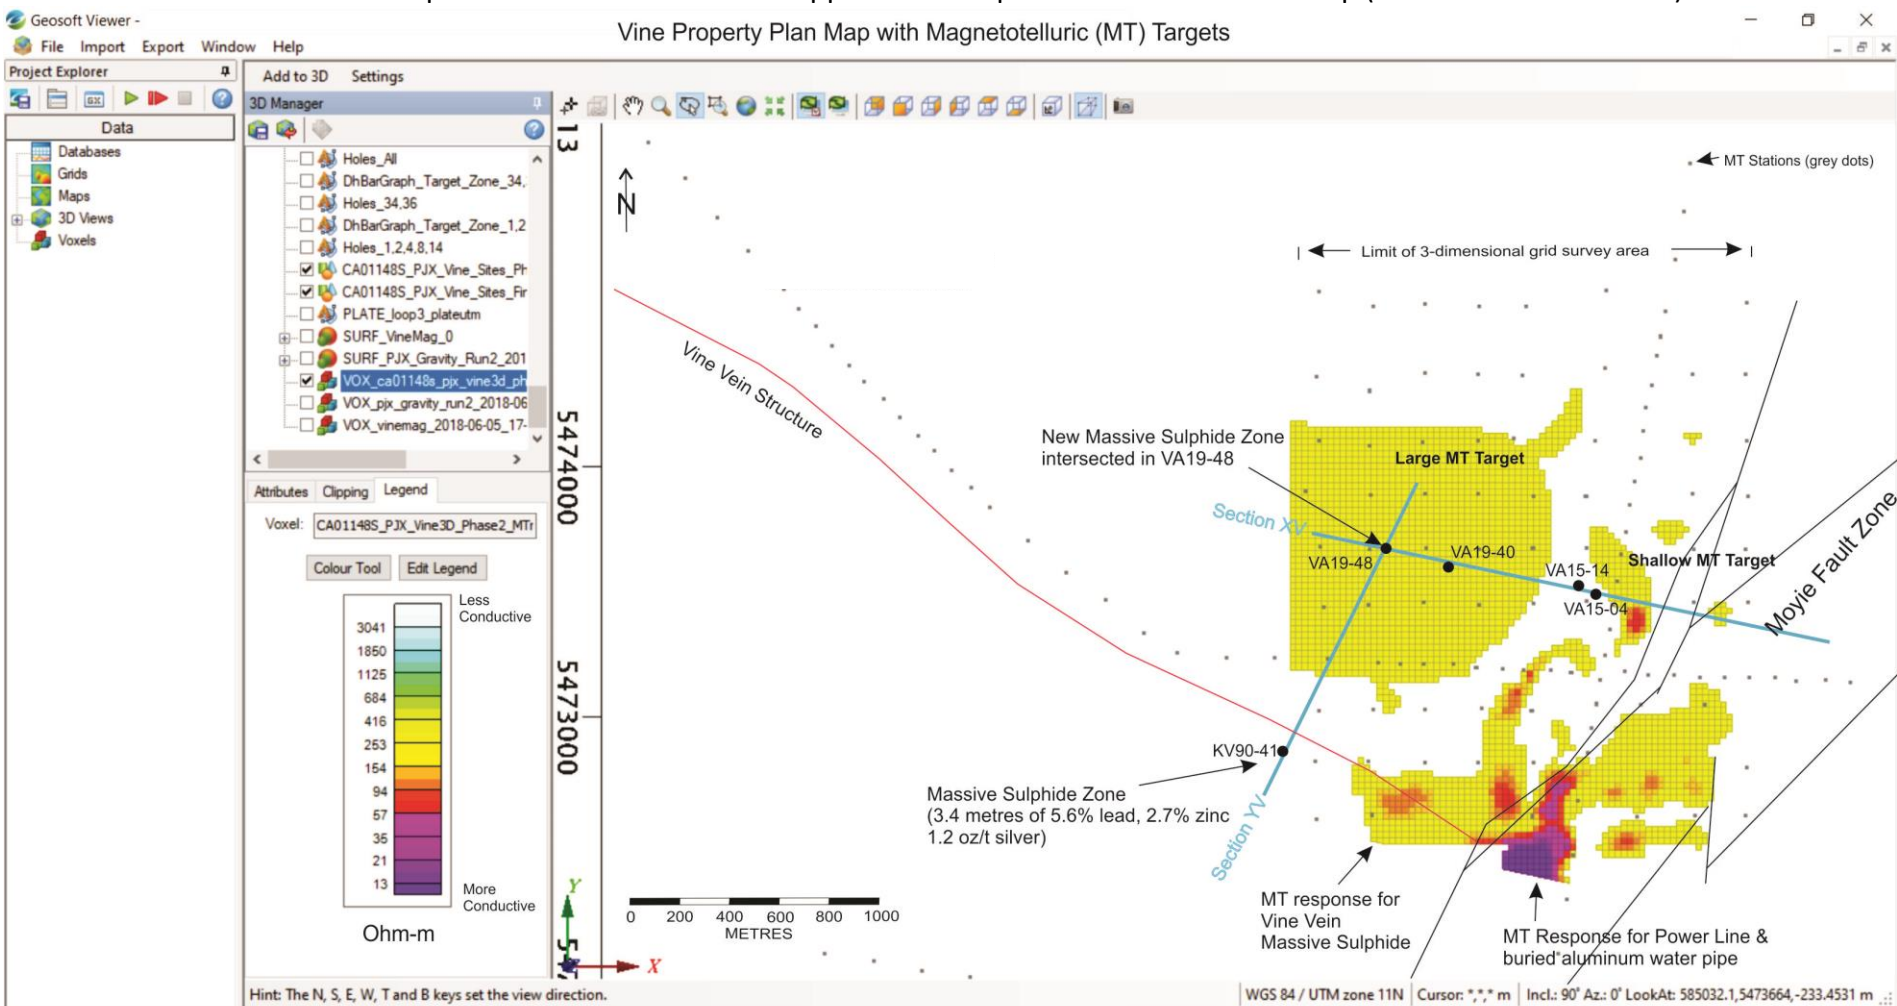 Geosoft Viewer -
Vine Property Plan Map with Magnetotelluric (MT) Targets
File Import Export Window Help
Project Explorer
Add to 3D Settings
3D Manager
Data
Databases
Grids
Maps
3D Views
Voxels
Holes_All
DhBarGraph_Target_Zone_34,
Holes_34,36
DhBarGraph_Target_Zone_1,2
Holes_1,2,4,8,14
CA01148S_PJX_Vine_Sites_Ph
CA01148S_PJX_Vine_Sites_Fir
PLATE_loop3_plateutm
SURF_VineMag_0
SURF_PJX_Gravity_Run2_201
VOX_ca01148s_pjx_vine3d_ph
VOX_pjx_gravity_run2_2018-06
VOX_vinemag_2018-06-05_17-
Attributes Clipping Legend
Voxel: CA01148S_PJX_Vine3D_Phase2_MTr
Colour Tool Edit Legend
Less
Conductive
3041
1850
1125
684
416
253
154
94
57
35
21
13
More
Conductive
Ohm-m
13
5474000
5473000
N
MT Stations (grey dots)
Limit of 3-dimensional grid survey area
Vine Vein Structure
New Massive Sulphide Zone
intersected in VA19-48
Large MT Target
Section XV
VA19-48
VA19-40
VA15-14
VA15-04
Shallow MT Target
Moyie Fault Zone
KV90-41
Massive Sulphide Zone
(3.4 metres of 5.6% lead, 2.7% zinc
1.2 oz/t silver)
Section YV
MT response for
Vine Vein
Massive Sulphide
MT Response for Power Line &
buried aluminum water pipe
0 200 400 600 800 1000
METRES
Y
X
Hint: The N, S, E, W, T and B keys set the view direction.
WGS 84 / UTM zone 11N Cursor: *,*,* m Incl.: 90° Az.: 0° LookAt: 585032.1,5473664,-233.4531 m